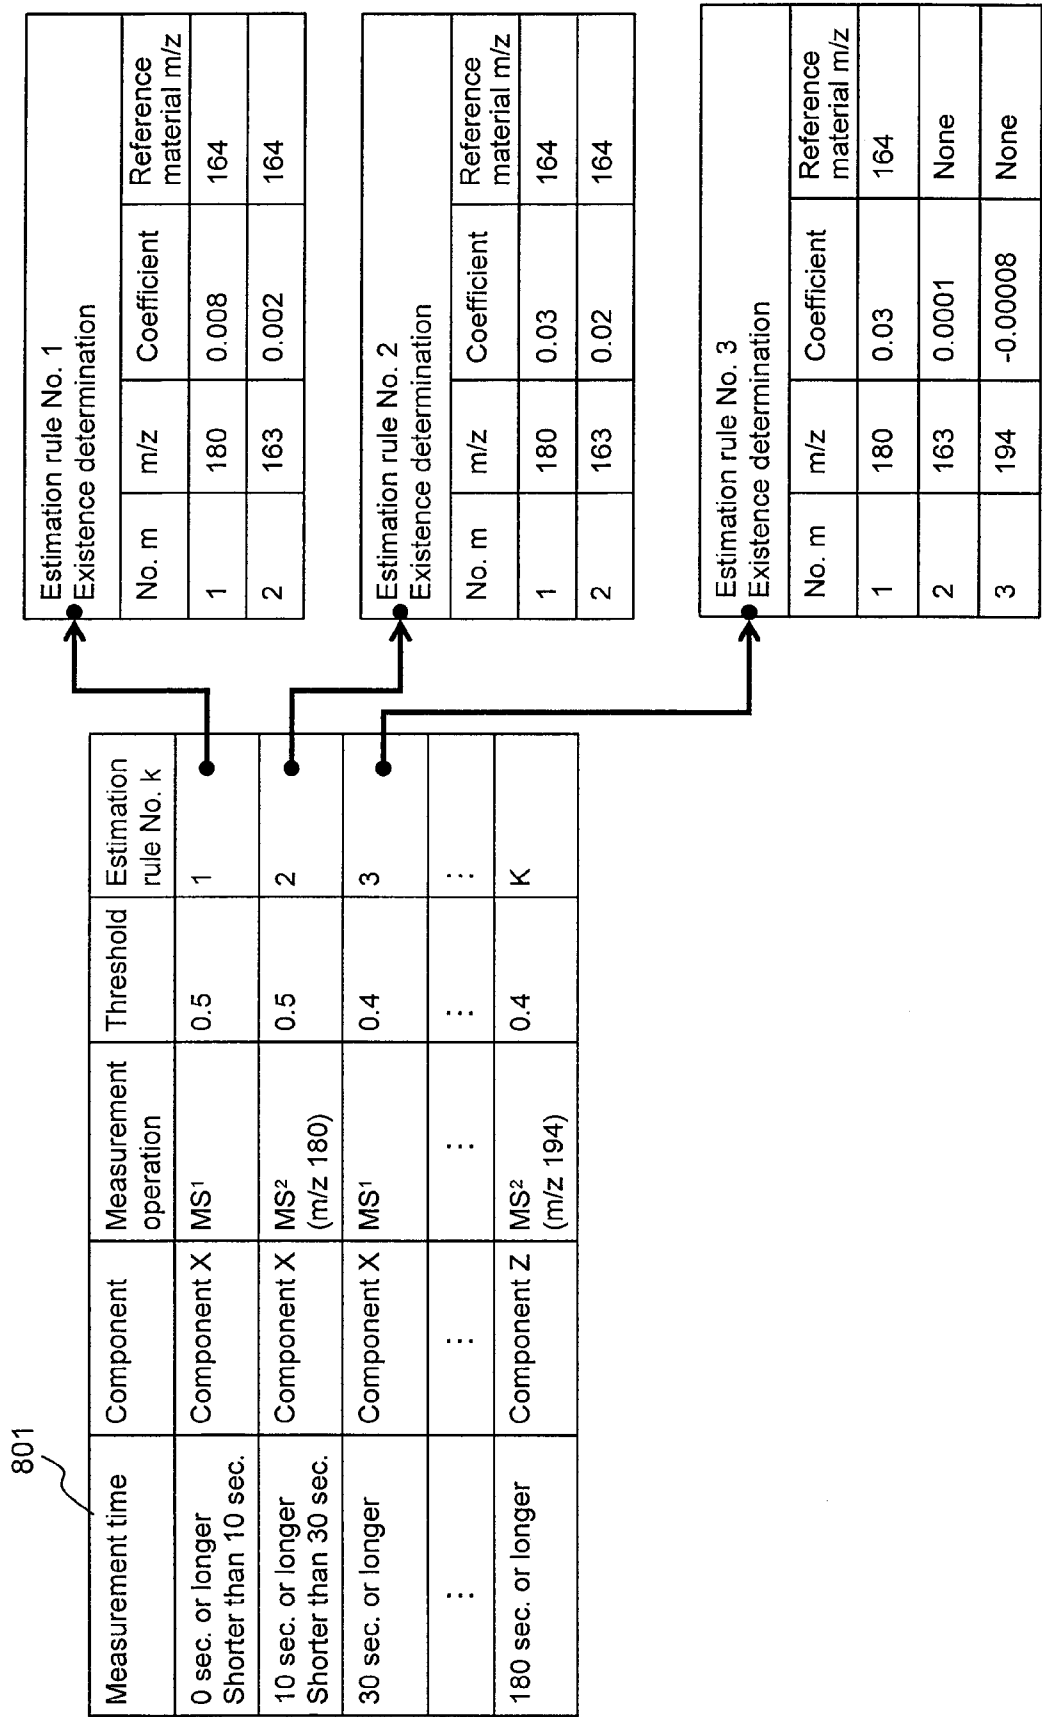 801
Measurement time Component Measurement operation Threshold Estimation rule No. k
0 sec. or longer Shorter than 10 sec. Component X MS¹ 0.5 1
10 sec. or longer Shorter than 30 sec. Component X MS² (m/z 180) 0.5 2
30 sec. or longer Component X MS¹ 0.4 3
⋮ ⋮ ⋮ ⋮ ⋮
180 sec. or longer Component Z MS² (m/z 194) 0.4 K
Estimation rule No. 1
Existence determination
No. m m/z Coefficient Reference material m/z
1 180 0.008 164
2 163 0.002 164
Estimation rule No. 2
Existence determination
No. m m/z Coefficient Reference material m/z
1 180 0.03 164
2 163 0.02 164
Estimation rule No. 3
Existence determination
No. m m/z Coefficient Reference material m/z
1 180 0.03 164
2 163 0.0001 None
3 194 -0.00008 None